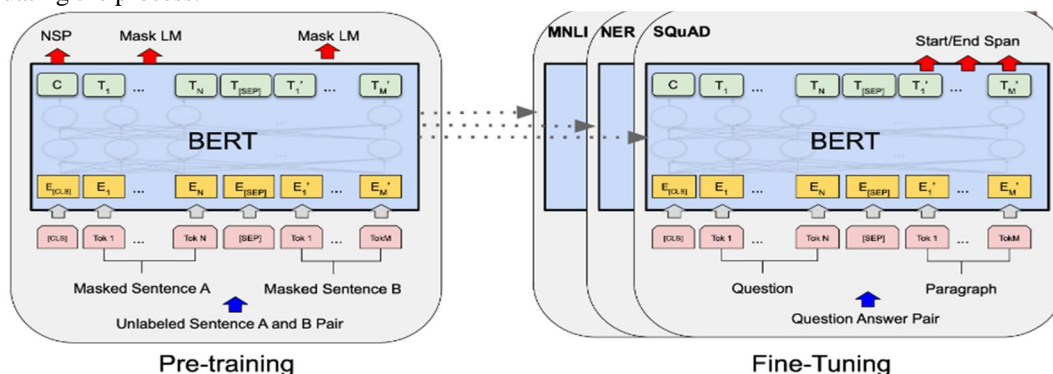 uating the process.
NSP Mask LM Mask LM
C T1 ... TN T[SEP] T1' ... TM'
BERT
E[CLS] E1 ... EN E[SEP] E1' ... EM'
[CLS] Tok 1 ... Tok N [SEP] Tok 1 ... TokM
Masked Sentence A Masked Sentence B
Unlabeled Sentence A and B Pair
Pre-training
MNLI NER SQuAD
Start/End Span
C T1 ... TN T[SEP] T1' ... TM'
BERT
E[CLS] E1 ... EN E[SEP] E1' ... EM'
[CLS] Tok 1 ... Tok N [SEP] Tok 1 ... TokM
Question Paragraph
Question Answer Pair
Fine-Tuning